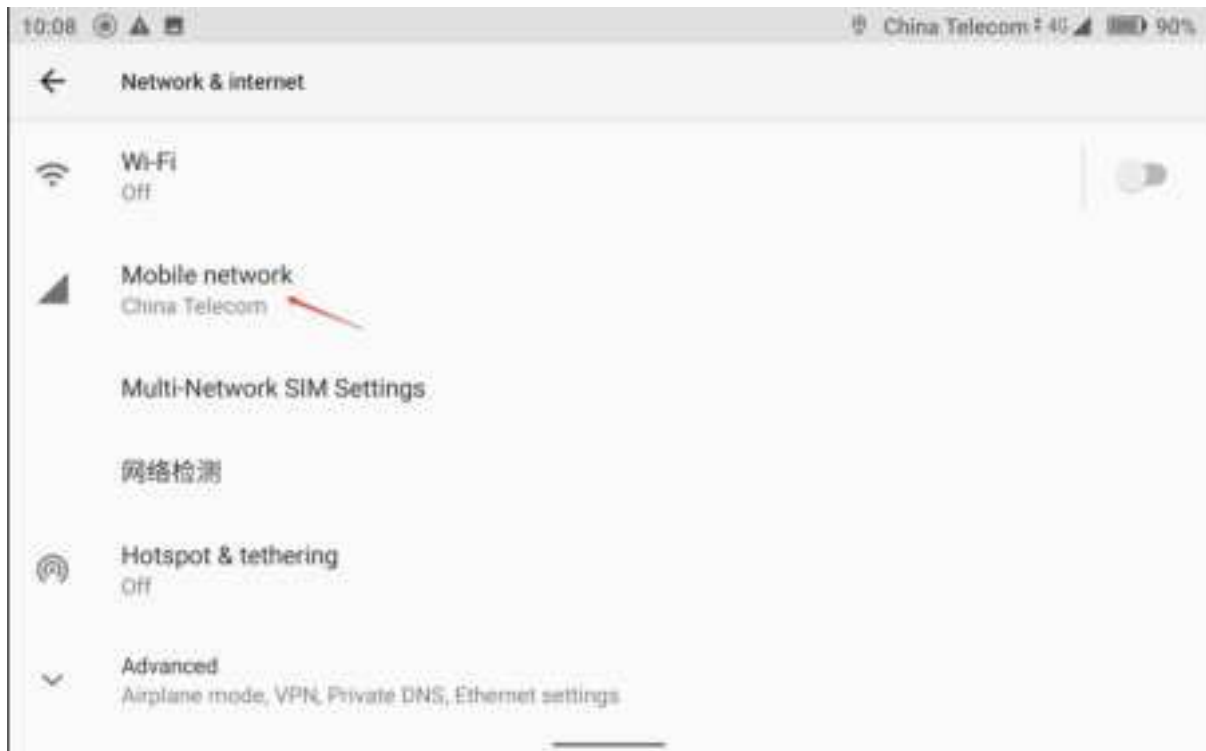 10:08 China Telecom 4G 90%
Network & internet
Wi-Fi
Off
Mobile network
China Telecom
Multi-Network SIM Settings
网络检测
Hotspot & tethering
Off
Advanced
Airplane mode, VPN, Private DNS, Ethernet settings